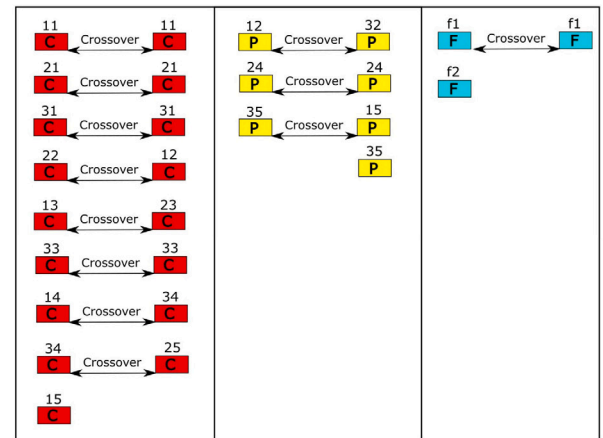 11 11
C Crossover C
21 21
C Crossover C
31 31
C Crossover C
22 12
C Crossover C
13 23
C Crossover C
33 33
C Crossover C
14 34
C Crossover C
34 25
C Crossover C
15
C
12 32
P Crossover P
24 24
P Crossover P
35 15
P Crossover P
35
P
f1 f1
F Crossover F
f2
F